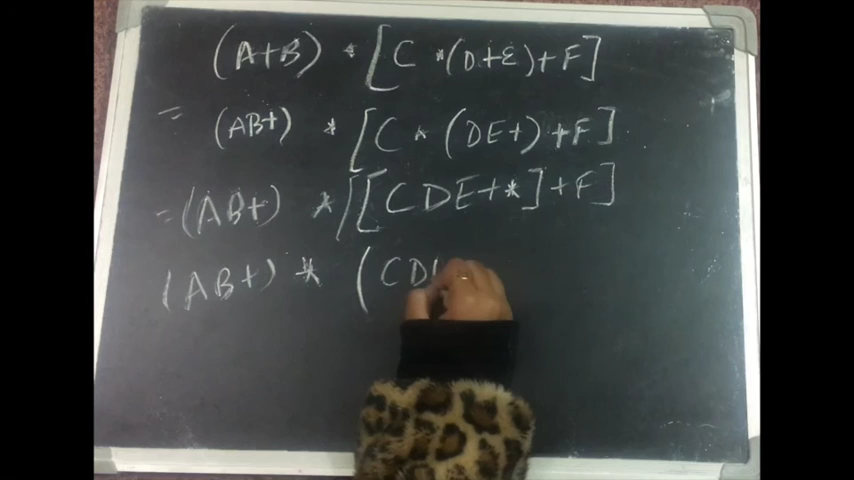 (A+B) * [C *(D+E)+F]
= (AB+) * [C * (DE+) +F]
= (AB+) * [[CDE+*]+F]
(AB+) * (CD